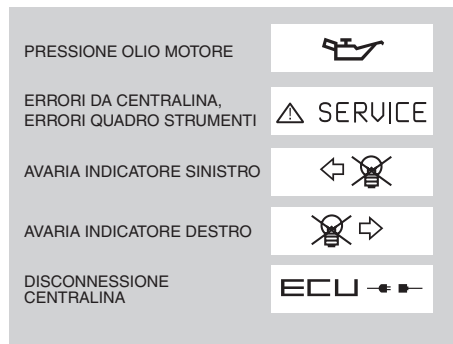 PRESSIONE OLIO MOTORE
ERRORI DA CENTRALINA,
ERRORI QUADRO STRUMENTI
SERVICE
AVARIA INDICATORE SINISTRO
AVARIA INDICATORE DESTRO
DISCONNESSIONE
CENTRALINA
ECU